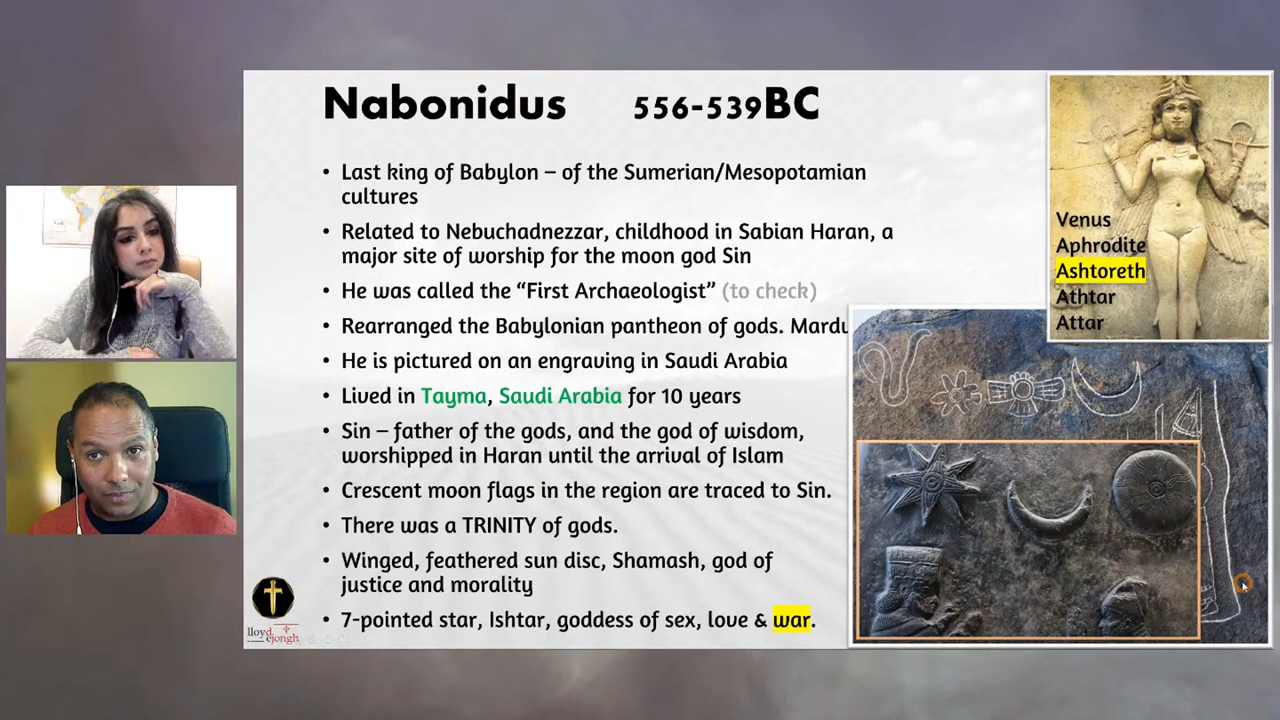 Nabonidus 556-539BC
• Last king of Babylon – of the Sumerian/Mesopotamian
cultures
• Related to Nebuchadnezzar, childhood in Sabian Haran, a
major site of worship for the moon god Sin
• He was called the “First Archaeologist” (to check)
• Rearranged the Babylonian pantheon of gods. Mardu
• He is pictured on an engraving in Saudi Arabia
• Lived in Tayma, Saudi Arabia for 10 years
• Sin – father of the gods, and the god of wisdom,
worshipped in Haran until the arrival of Islam
• Crescent moon flags in the region are traced to Sin.
• There was a TRINITY of gods.
• Winged, feathered sun disc, Shamash, god of
justice and morality
• 7-pointed star, Ishtar, goddess of sex, love & war.
Venus
Aphrodite
Ashtoreth
Athtar
Attar
lloyd
ejongh